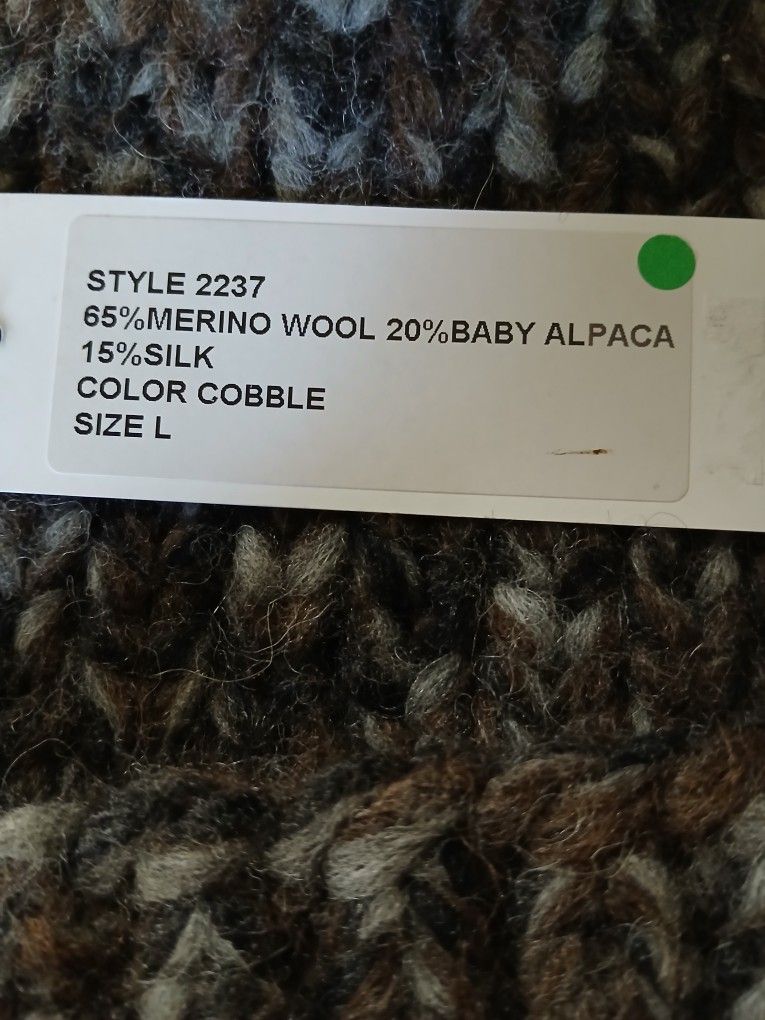 STYLE 2237
65%MERINO WOOL 20%BABY ALPACA
15%SILK
COLOR COBBLE
SIZE L